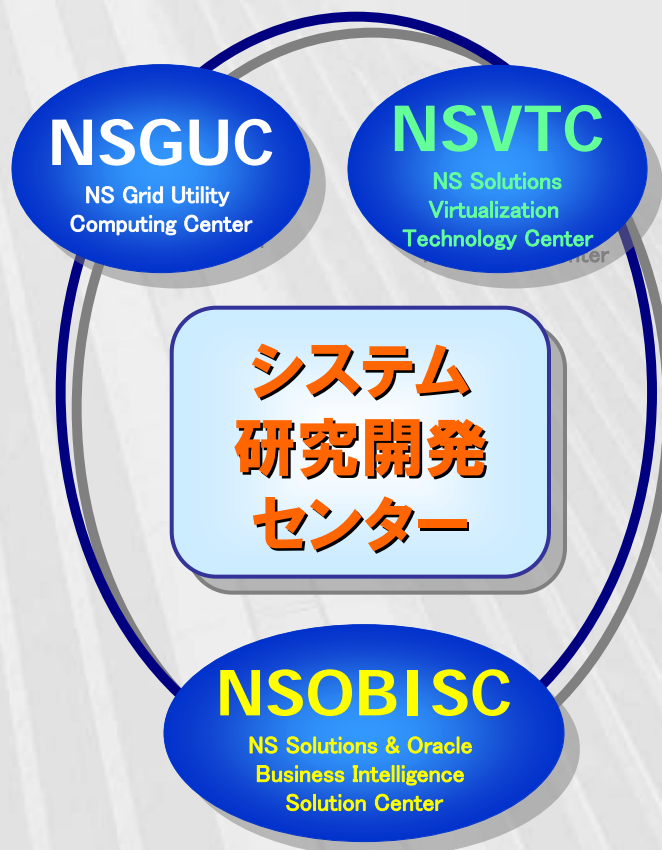 NSGUC
NS Grid Utility
Computing Center
NSVTC
NS Solutions
Virtualization
Technology Center
システム
研究開発
センター
NSOBISC
NS Solutions & Oracle
Business Intelligence
Solution Center